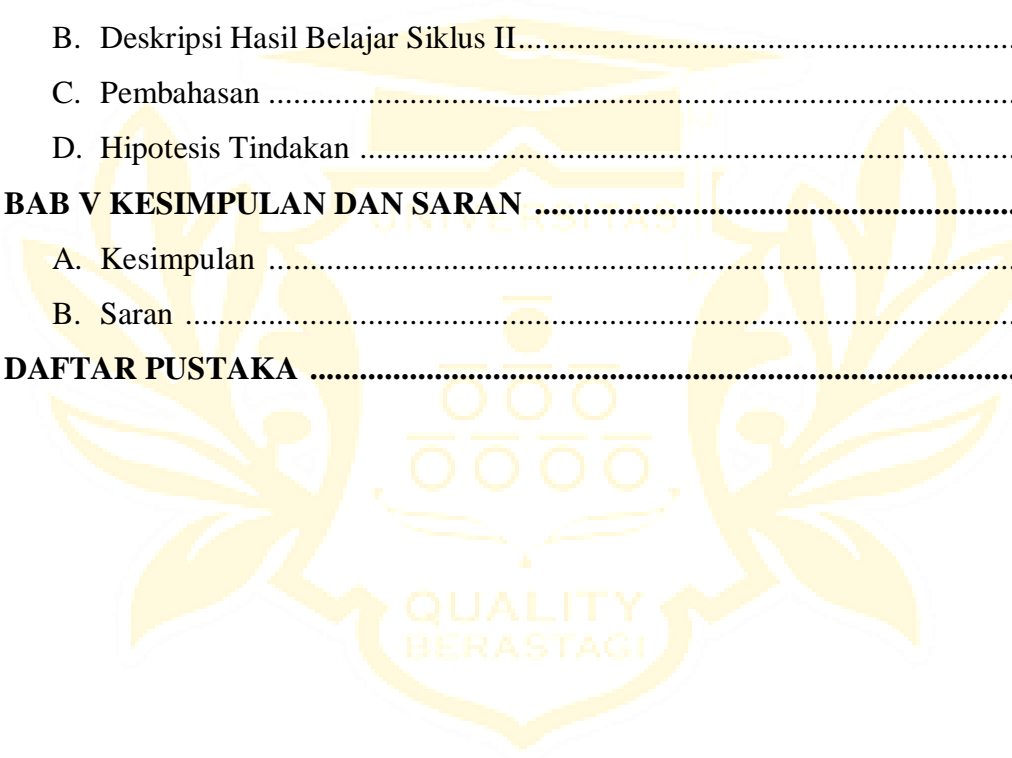 B. Deskripsi Hasil Belajar Siklus II..............................................................
C. Pembahasan ............................................................................................
D. Hipotesis Tindakan .................................................................................
BAB V KESIMPULAN DAN SARAN ...........................................................
UNIVERSITAS
A. Kesimpulan ............................................................................................
B. Saran ......................................................................................................
DAFTAR PUSTAKA .....................................................................................
QUALITY
BERASTAGI